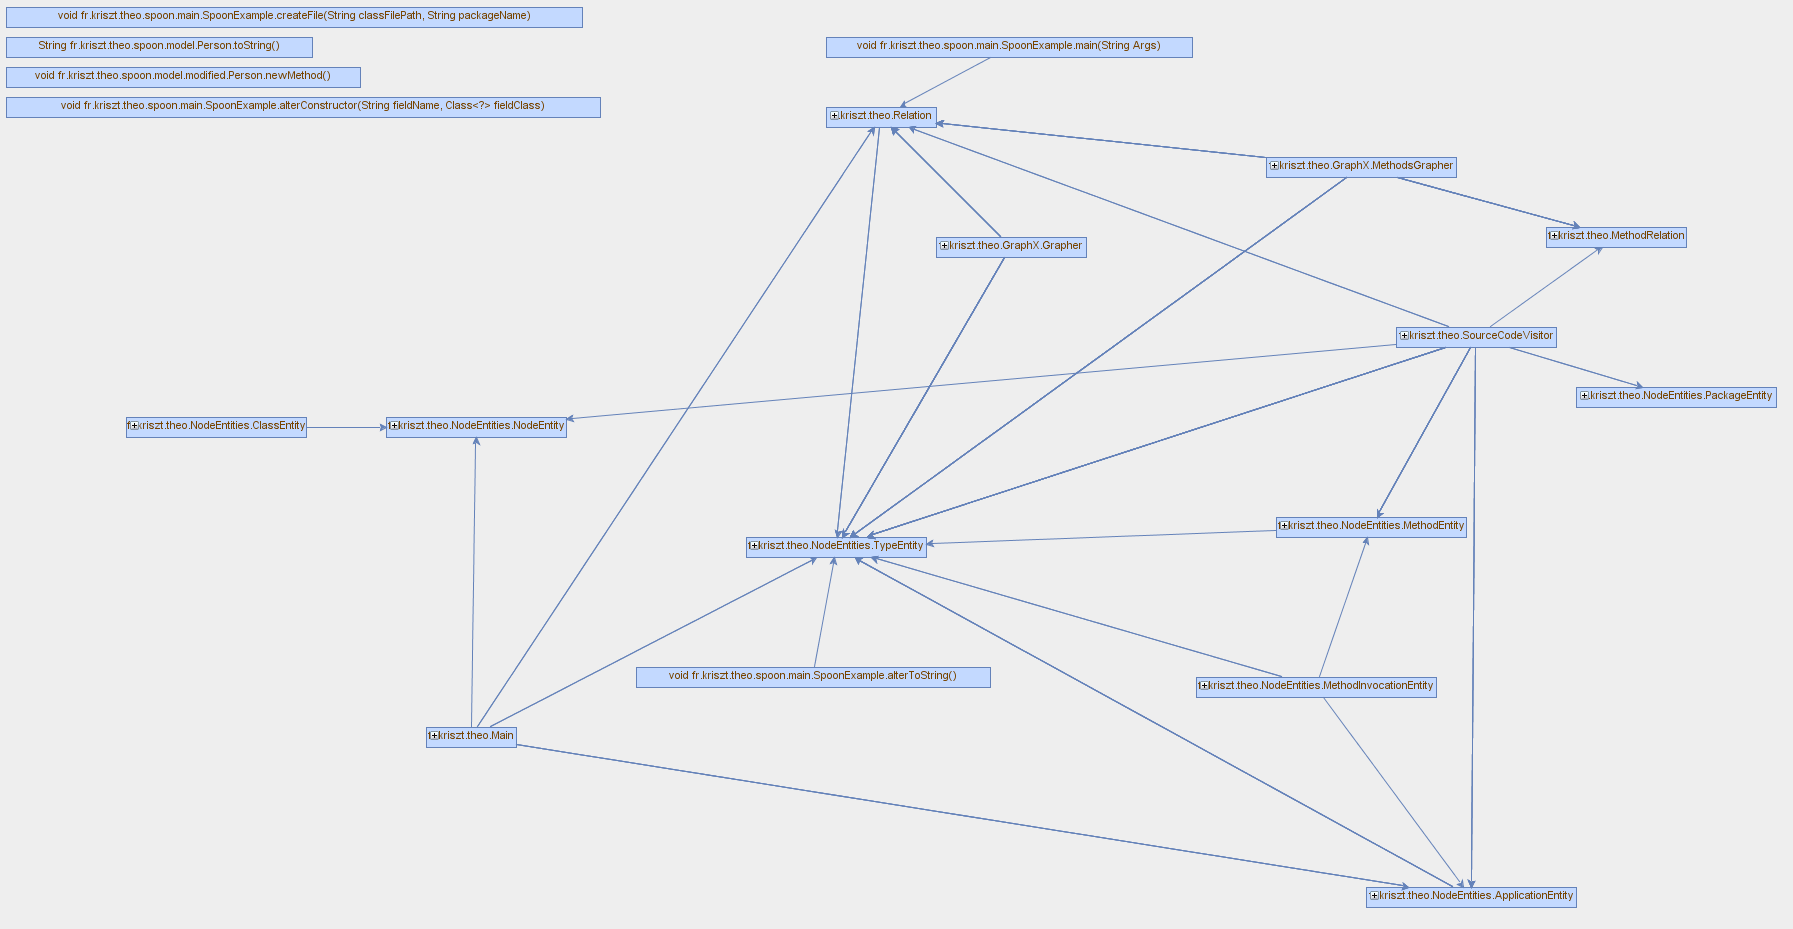 void fr.kriszt.theo.spoon.main.SpoonExample.createFile(String classFilePath, String packageName)
String fr.kriszt.theo.spoon.model.Person.toString()
void fr.kriszt.theo.spoon.main.SpoonExample.main(String Args)
void fr.kriszt.theo.spoon.model.modified.Person.newMethod()
void fr.kriszt.theo.spoon.main.SpoonExample.alterConstructor(String fieldName, Class<?> fieldClass)
.kriszt.theo.Relation
kriszt.theo.GraphX.MethodsGrapher
kriszt.theo.MethodRelation
kriszt.theo.GraphX.Grapher
kriszt.theo.SourceCodeVisitor
.kriszt.theo.NodeEntities.PackageEntity
kriszt.theo.NodeEntities.ClassEntity
kriszt.theo.NodeEntities.NodeEntity
kriszt.theo.NodeEntities.MethodEntity
kriszt.theo.NodeEntities.TypeEntity
void fr.kriszt.theo.spoon.main.SpoonExample.alterToString()
kriszt.theo.NodeEntities.MethodInvocationEntity
kriszt.theo.Main
kriszt.theo.NodeEntities.ApplicationEntity